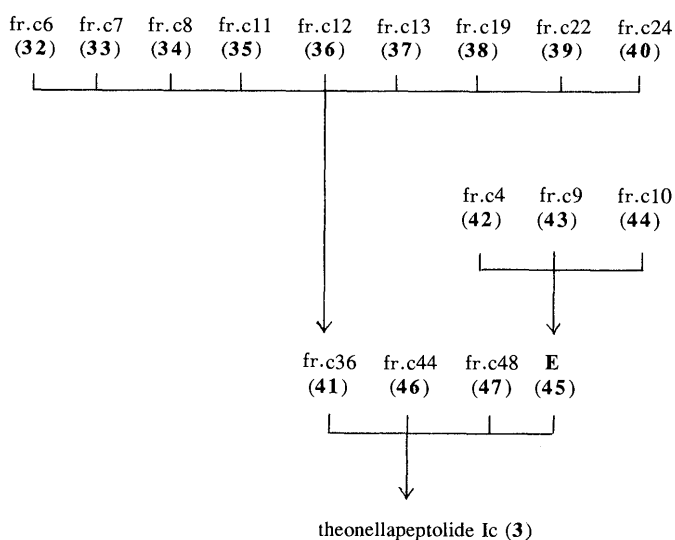 fr.c6 fr.c7 fr.c8 fr.c11 fr.c12 fr.c13 fr.c19 fr.c22 fr.c24
(32) (33) (34) (35) (36) (37) (38) (39) (40)
fr.c4 fr.c9 fr.c10
(42) (43) (44)
fr.c36 fr.c44 fr.c48 E
(41) (46) (47) (45)
theonellapeptolide Ic (3)